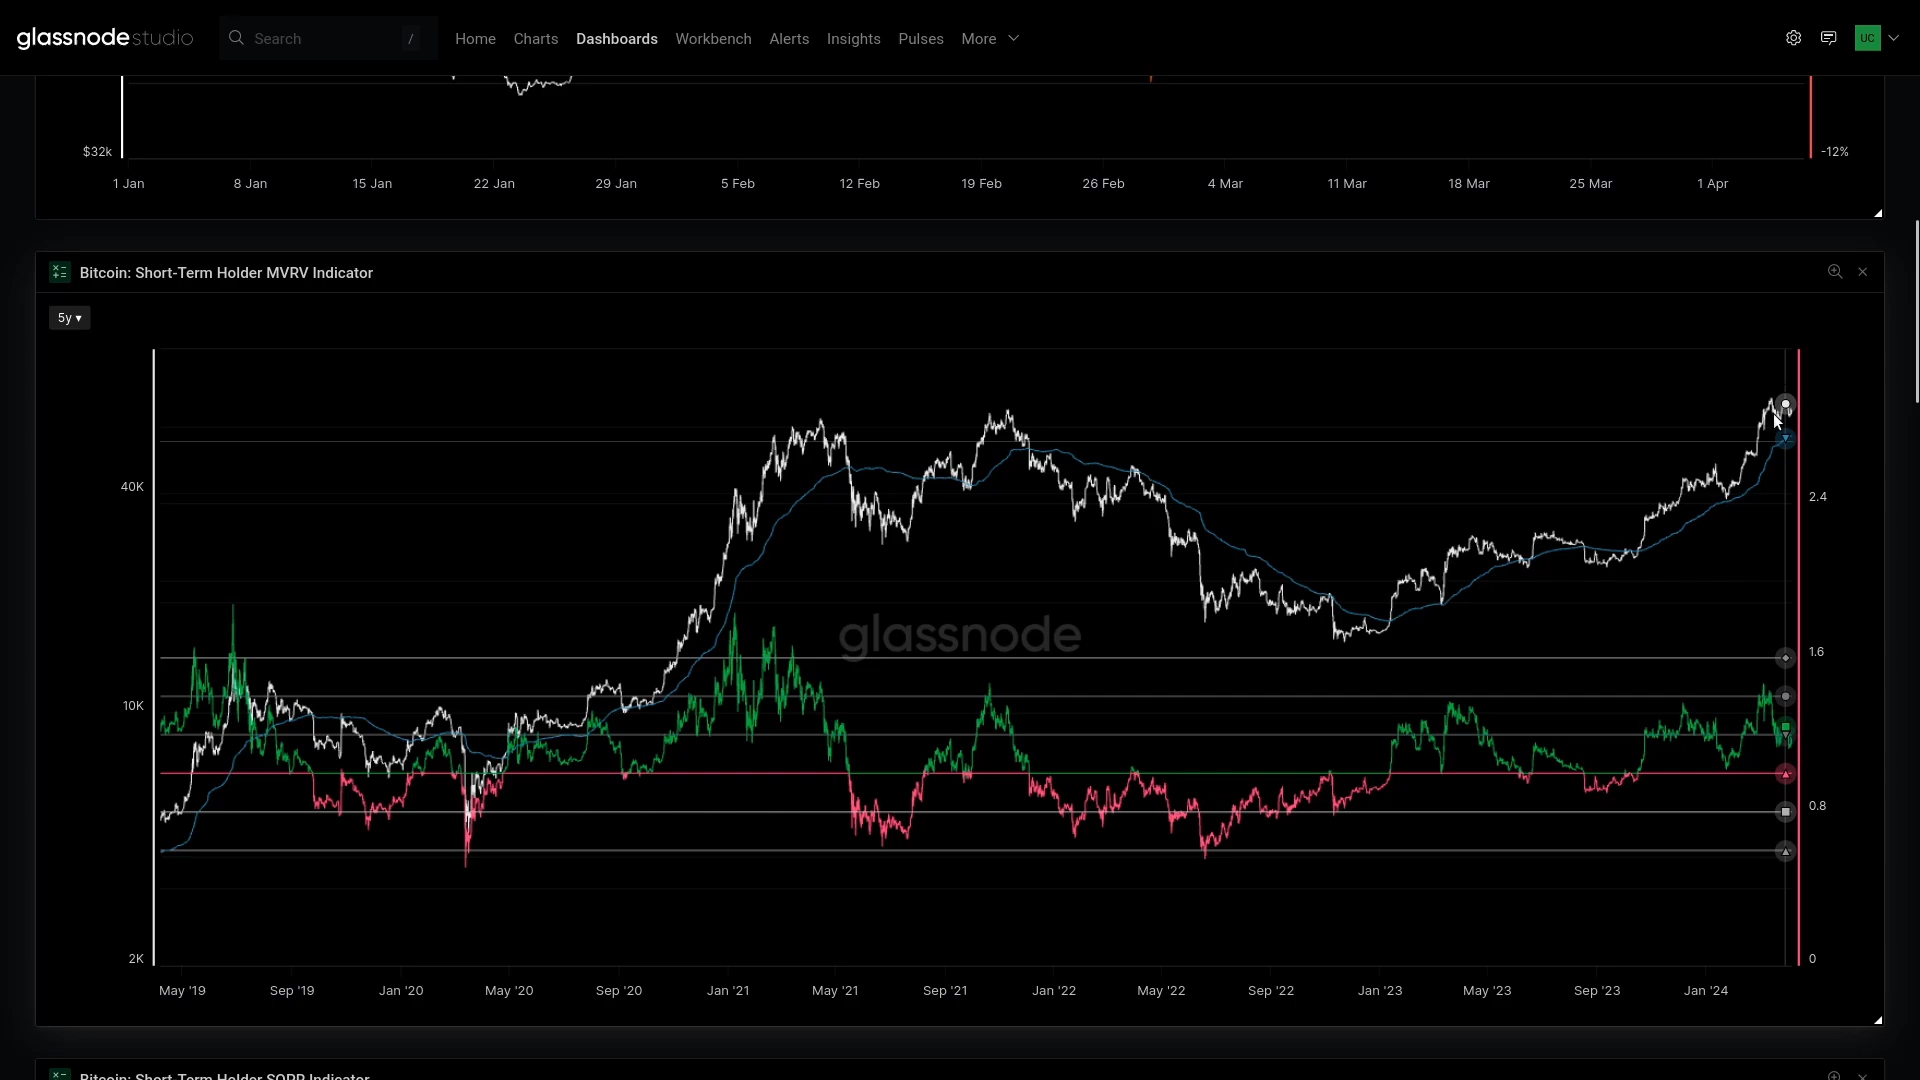 glassnodestudio
Search /
Home Charts Dashboards Workbench Alerts Insights Pulses More
UC
$32k
-12%
1 Jan 8 Jan 15 Jan 22 Jan 29 Jan 5 Feb 12 Feb 19 Feb 26 Feb 4 Mar 11 Mar 18 Mar 25 Mar 1 Apr
Bitcoin: Short-Term Holder MVRV Indicator
5y ▾
40K
2.4
glassnode
1.6
10K
0.8
2K
0
May '19 Sep '19 Jan '20 May '20 Sep '20 Jan '21 May '21 Sep '21 Jan '22 May '22 Sep '22 Jan '23 May '23 Sep '23 Jan '24
Bitcoin: Short-Term Holder SOPR Indicator